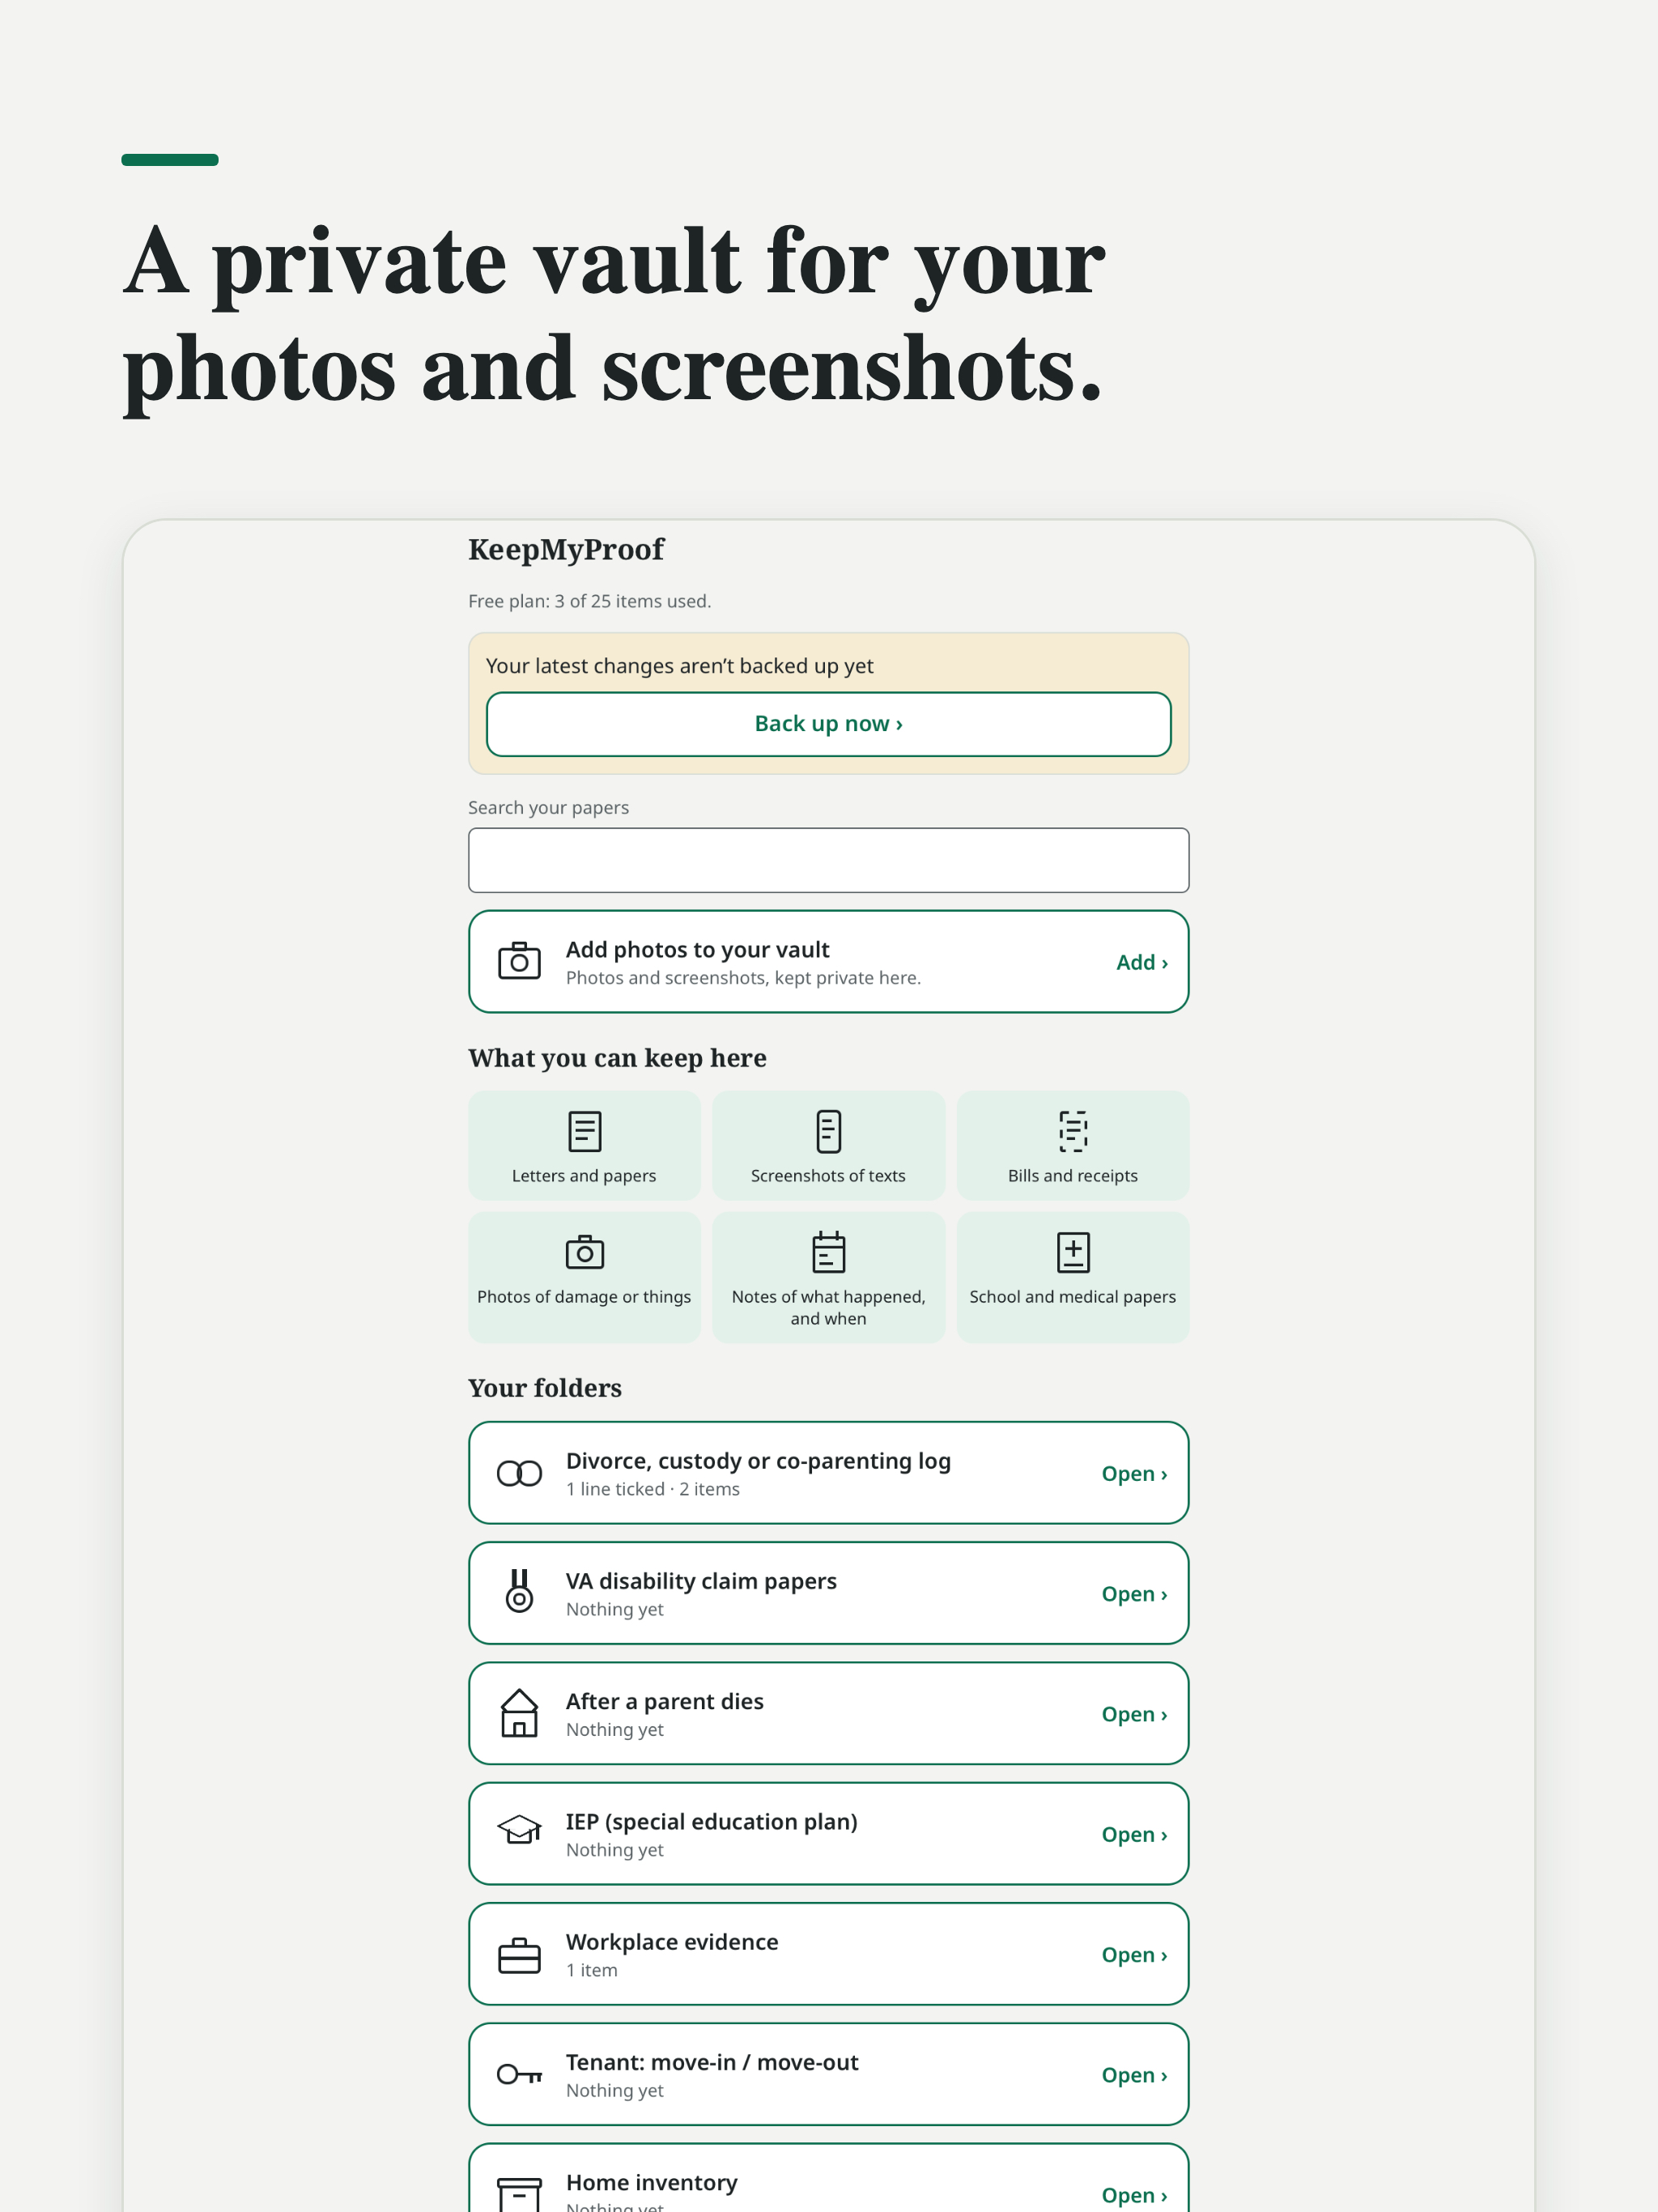 A private vault for your
photos and screenshots.
KeepMyProof
Free plan: 3 of 25 items used.
Your latest changes aren’t backed up yet
Back up now ›
Search your papers
Add photos to your vault
Photos and screenshots, kept private here.
Add ›
What you can keep here
Letters and papers
Screenshots of texts
Bills and receipts
Photos of damage or things
Notes of what happened,
and when
School and medical papers
Your folders
Divorce, custody or co-parenting log
1 line ticked · 2 items
Open ›
VA disability claim papers
Nothing yet
Open ›
After a parent dies
Nothing yet
Open ›
IEP (special education plan)
Nothing yet
Open ›
Workplace evidence
1 item
Open ›
Tenant: move-in / move-out
Nothing yet
Open ›
Home inventory
Nothing yet
Open ›